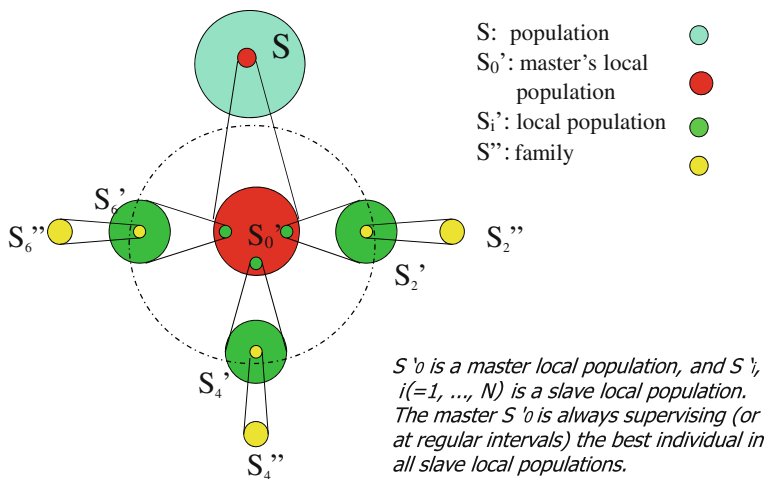 S
S: population
S₀’: master's local
population
Sᵢ’: local population
S”: family
S₆’
S₆”
S₀’
S₂”
S₂’
S₄’
S₄”
S ‘₀ is a master local population, and S ‘ᵢ,
i(=1, ..., N) is a slave local population.
The master S ‘₀ is always supervising (or
at regular intervals) the best individual in
all slave local populations.